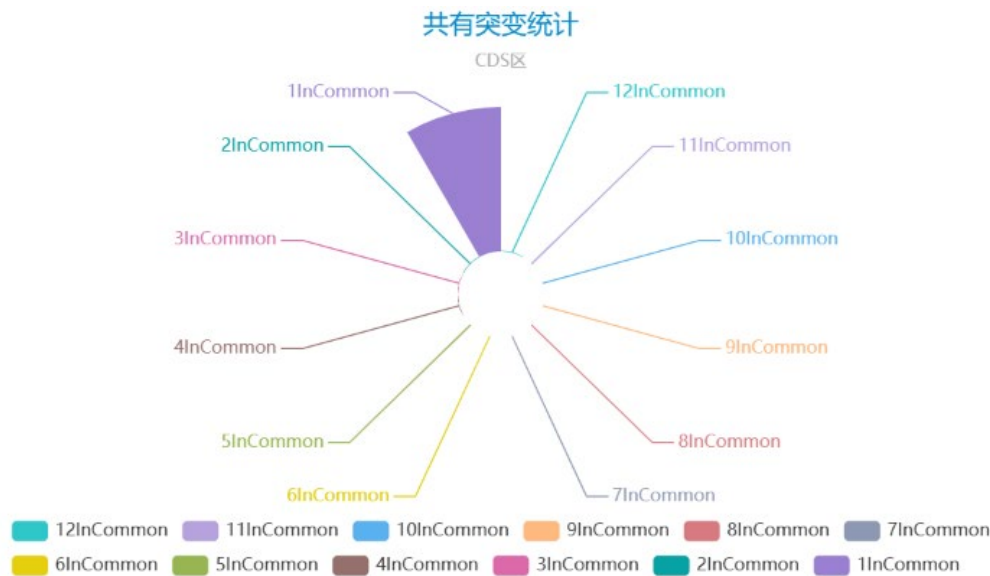 共有突变统计
CDS区
1InCommon
12InCommon
2InCommon
11InCommon
3InCommon
10InCommon
4InCommon
9InCommon
5InCommon
8InCommon
6InCommon
7InCommon
12InCommon 11InCommon 10InCommon 9InCommon 8InCommon 7InCommon
6InCommon 5InCommon 4InCommon 3InCommon 2InCommon 1InCommon